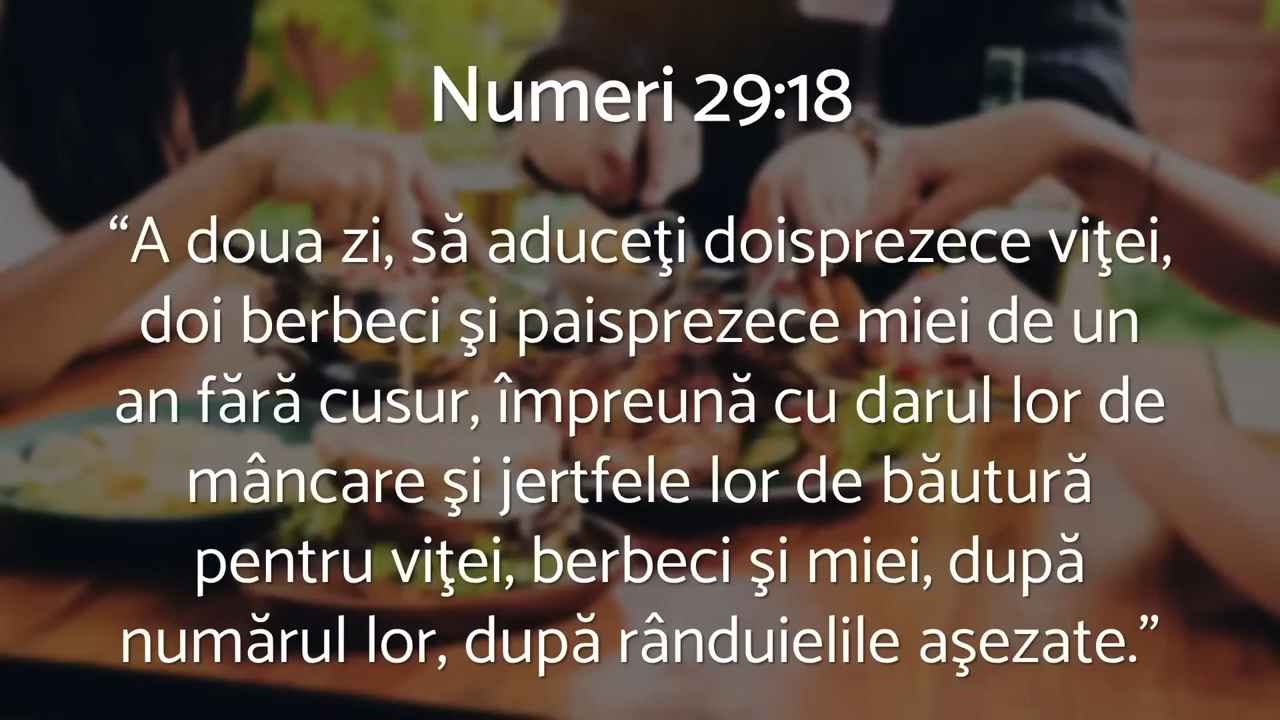 Numeri 29:18
“A doua zi, să aduceţi doisprezece viţei,
doi berbeci şi paisprezece miei de un
an fără cusur, împreună cu darul lor de
mâncare şi jertfele lor de băutură
pentru viţei, berbeci şi miei, după
numărul lor, după rânduielile aşezate.”